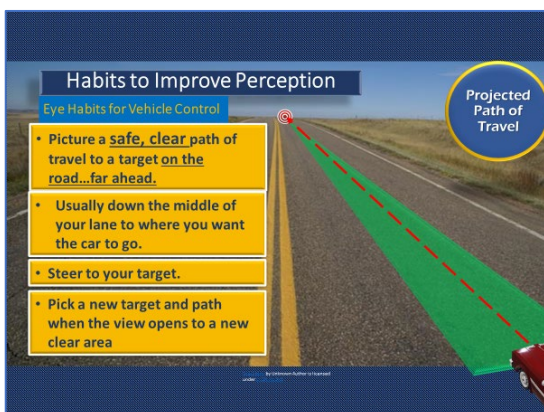 Habits to Improve Perception
Eye Habits for Vehicle Control
Projected
Path of
Travel
• Picture a safe, clear path of
travel to a target on the
road...far ahead.
• Usually down the middle of
your lane to where you want
the car to go.
• Steer to your target.
• Pick a new target and path
when the view opens to a new
clear area
by Unknown Author is licensed
under